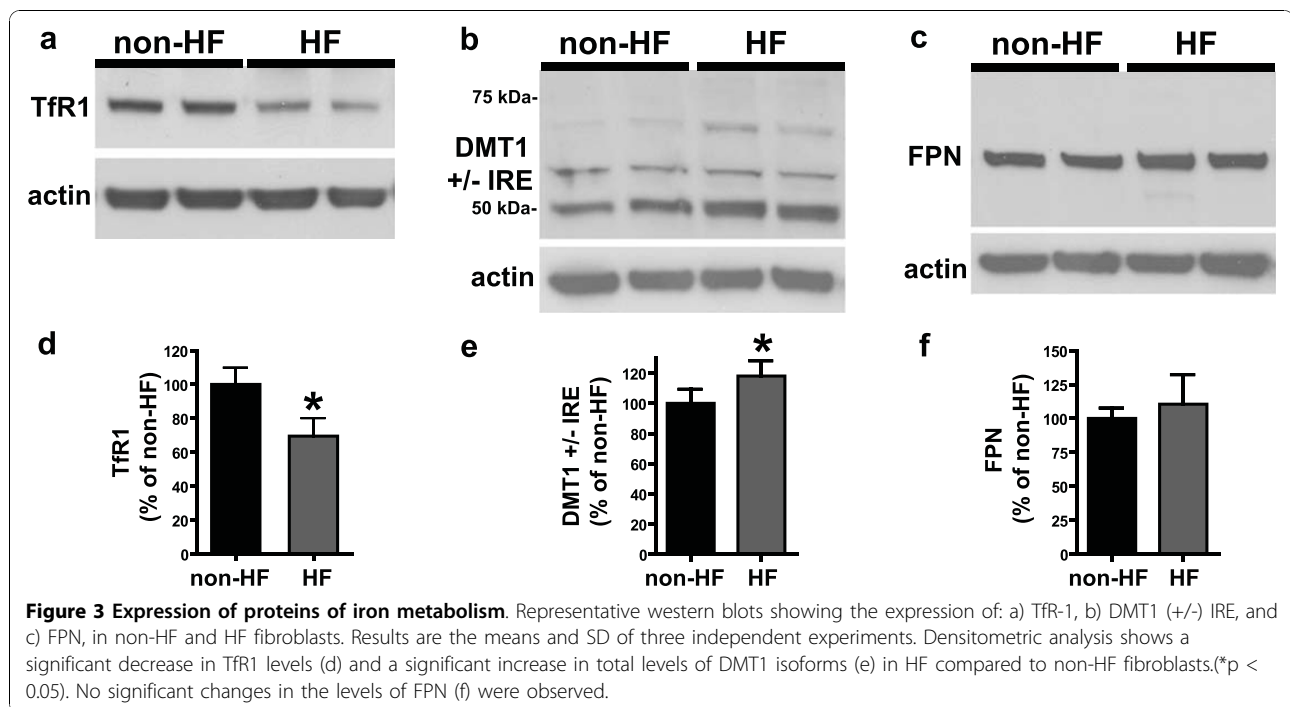 a
non-HF HF
TfR1
actin
b
non-HF HF
75 kDa-
DMT1
+/- IRE
50 kDa-
actin
c
non-HF HF
FPN
actin
d
TfR1
(% of non-HF)
120
100
80
60
40
20
0
*
non-HF HF
e
DMT1 +/- IRE
(% of non-HF)
120
100
80
60
40
20
0
*
non-HF HF
f
FPN
(% of non-HF)
150
125
100
75
50
25
0
non-HF HF
Figure 3 Expression of proteins of iron metabolism. Representative western blots showing the expression of: a) TfR-1, b) DMT1 (+/-) IRE, and
c) FPN, in non-HF and HF fibroblasts. Results are the means and SD of three independent experiments. Densitometric analysis shows a
significant decrease in TfR1 levels (d) and a significant increase in total levels of DMT1 isoforms (e) in HF compared to non-HF fibroblasts.(*p <
0.05). No significant changes in the levels of FPN (f) were observed.